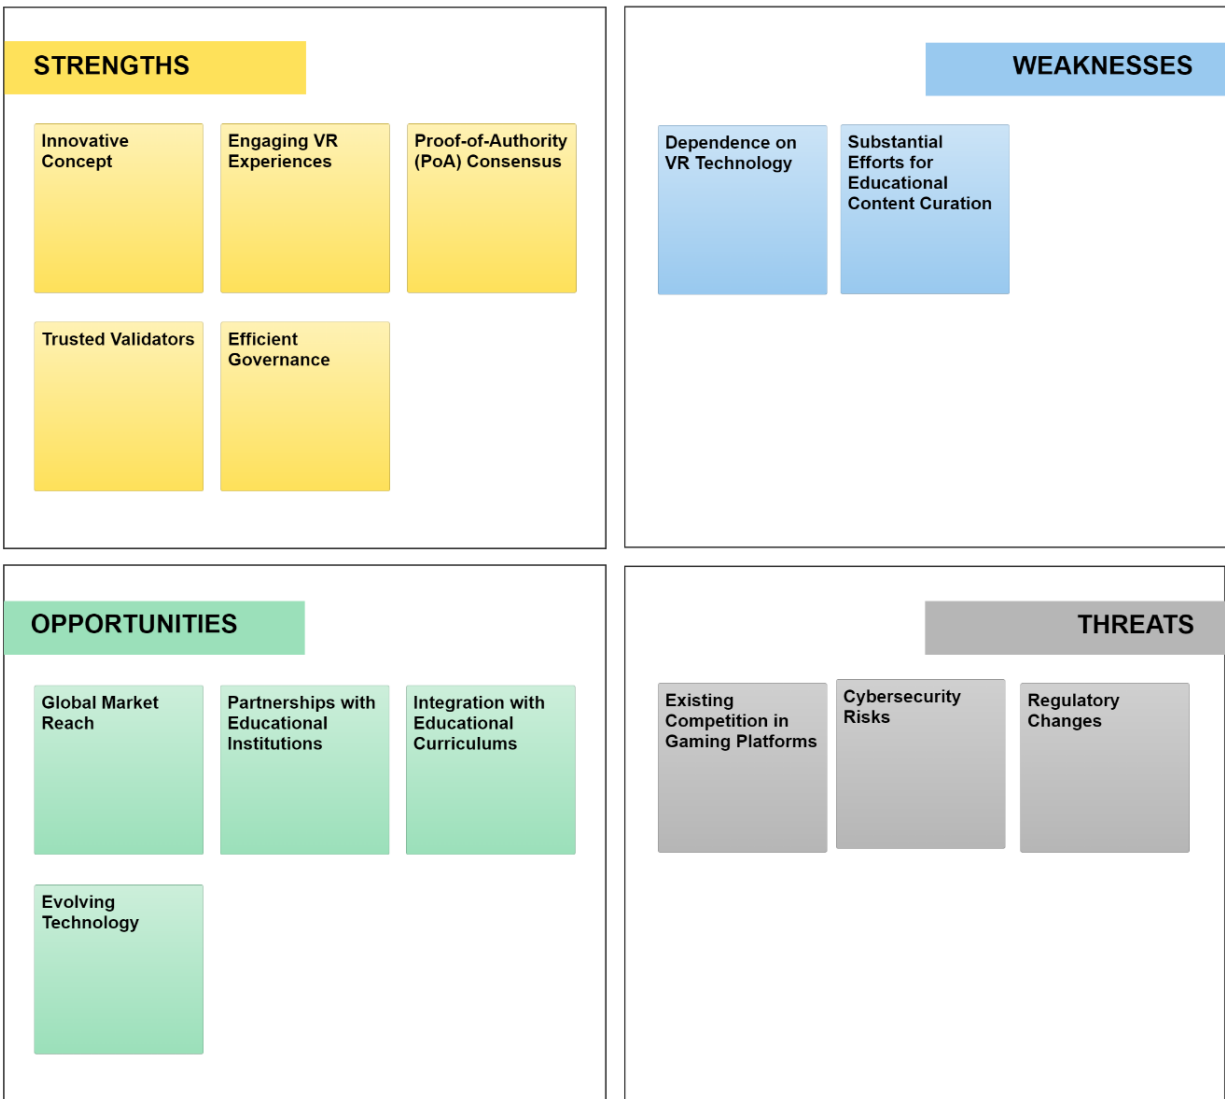 STRENGTHS
Innovative
Concept
Engaging VR
Experiences
Proof-of-Authority
(PoA) Consensus
Trusted Validators
Efficient
Governance
WEAKNESSES
Dependence on
VR Technology
Substantial
Efforts for
Educational
Content Curation
OPPORTUNITIES
Global Market
Reach
Partnerships with
Educational
Institutions
Integration with
Educational
Curriculums
Evolving
Technology
THREATS
Existing
Competition in
Gaming Platforms
Cybersecurity
Risks
Regulatory
Changes